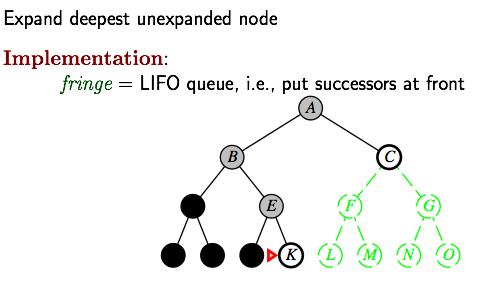 Expand deepest unexpanded node
Implementation:
fringe = LIFO queue, i.e., put successors at front
A
B C
E F G
K L M N O